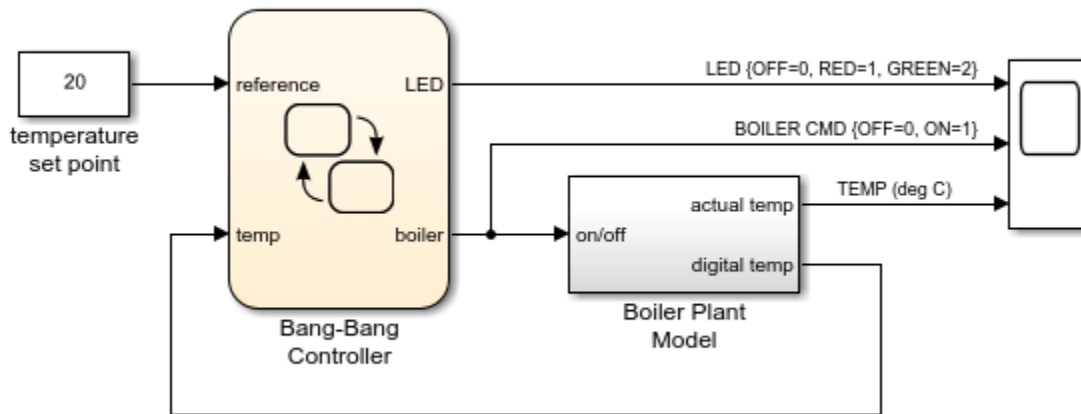 20
temperature
set point
reference
temp
LED
boiler
Bang-Bang
Controller
LED {OFF=0, RED=1, GREEN=2}
BOILER CMD {OFF=0, ON=1}
TEMP (deg C)
on/off
actual temp
digital temp
Boiler Plant
Model